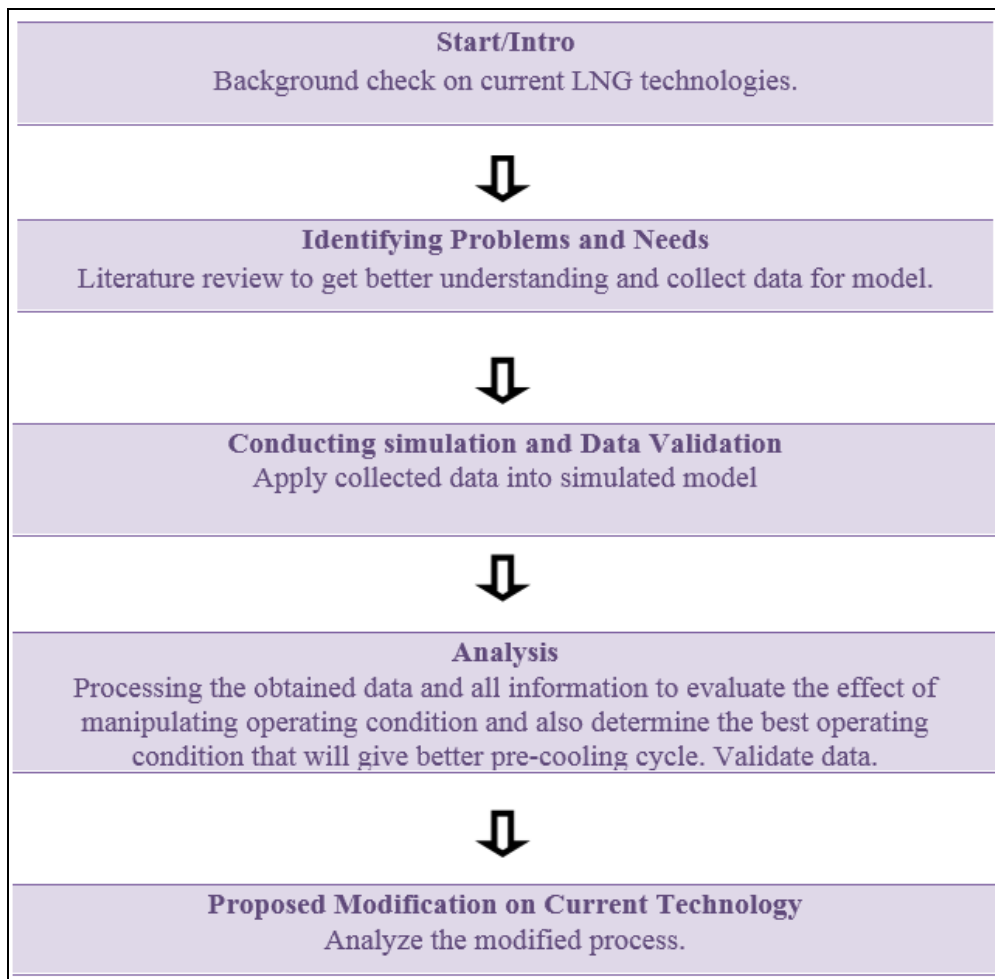 Start/Intro
Background check on current LNG technologies.
Identifying Problems and Needs
Literature review to get better understanding and collect data for model.
Conducting simulation and Data Validation
Apply collected data into simulated model
Analysis
Processing the obtained data and all information to evaluate the effect of
manipulating operating condition and also determine the best operating
condition that will give better pre-cooling cycle. Validate data.
Proposed Modification on Current Technology
Analyze the modified process.